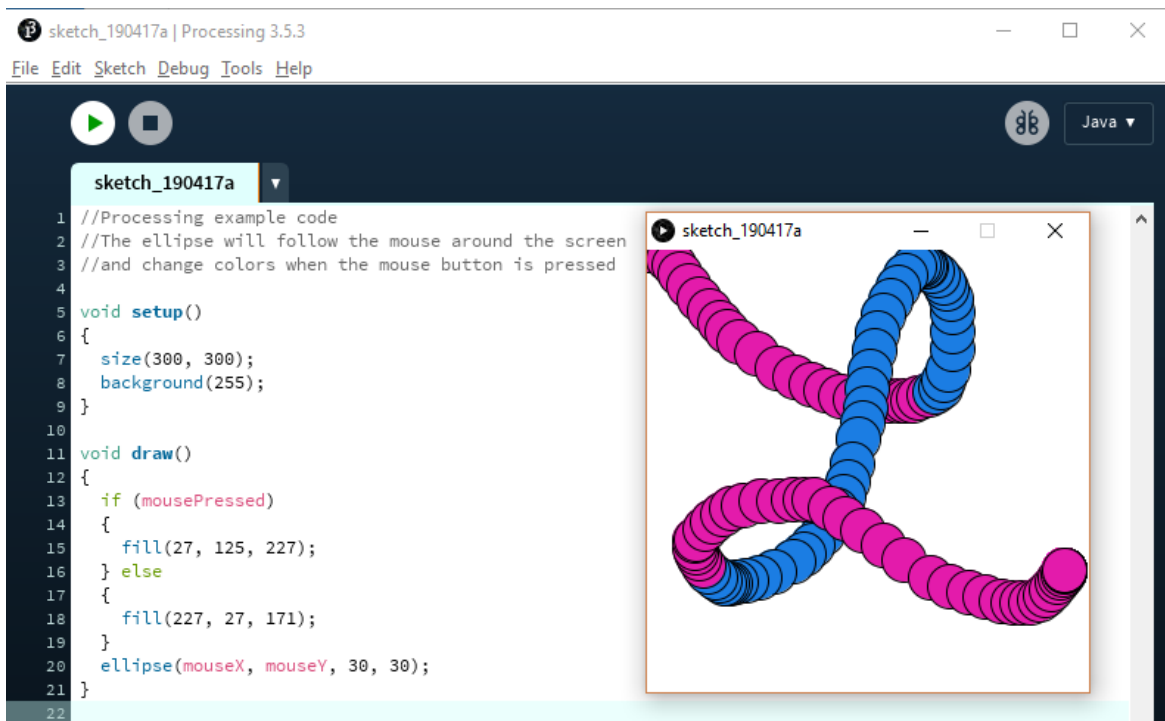 sketch_190417a | Processing 3.5.3
File Edit Sketch Debug Tools Help
Java ▼
sketch_190417a ▼
1 //Processing example code
2 //The ellipse will follow the mouse around the screen
3 //and change colors when the mouse button is pressed
4
5 void setup()
6 {
7   size(300, 300);
8   background(255);
9 }
10
11 void draw()
12 {
13   if (mousePressed)
14   {
15     fill(27, 125, 227);
16   } else
17   {
18     fill(227, 27, 171);
19   }
20   ellipse(mouseX, mouseY, 30, 30);
21 }
22
sketch_190417a